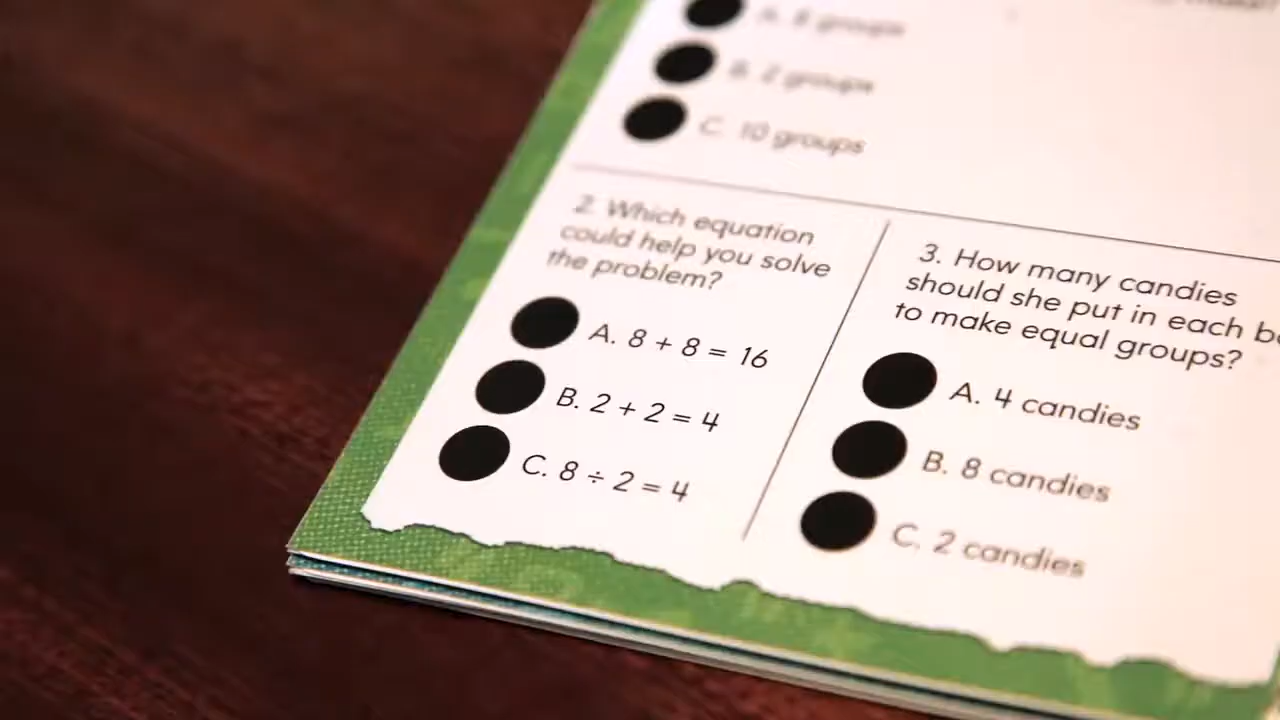 A. 8 groups
B. 2 groups
C. 10 groups
2. Which equation
could help you solve
the problem?
A. 8 + 8 = 16
B. 2 + 2 = 4
C. 8 ÷ 2 = 4
3. How many candies
should she put in each
to make equal groups?
A. 4 candies
B. 8 candies
C. 2 candies